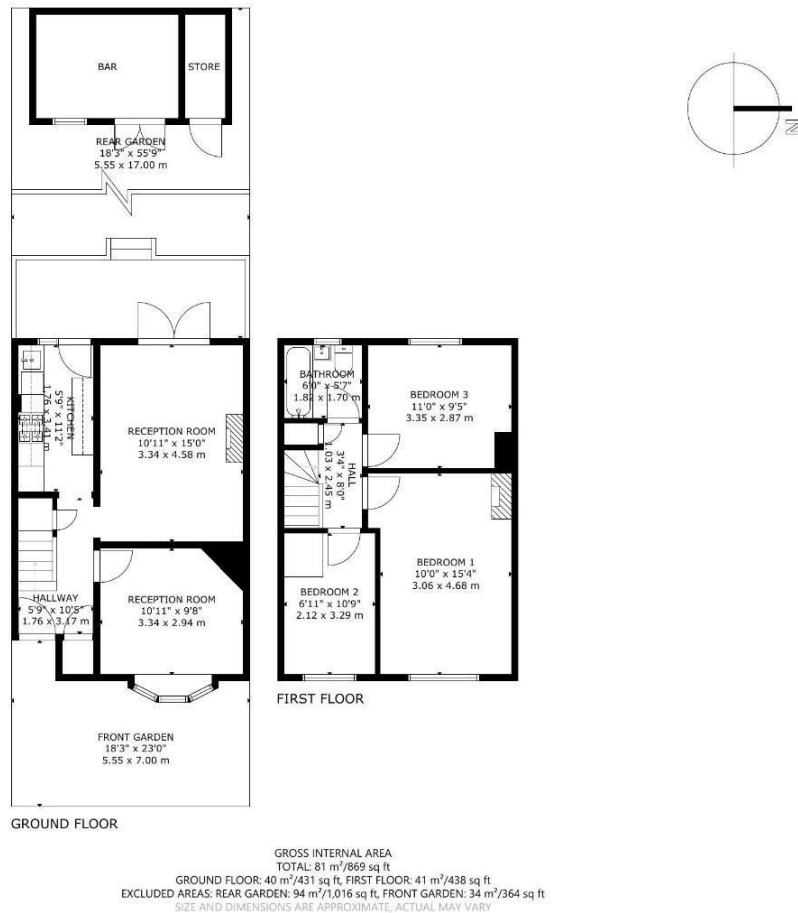 BAR
STORE
REAR GARDEN
18'3" x 55'9"
5.55 x 17.00 m
N
KITCHEN
5'9" x 11'2"
1.76 x 3.41 m
RECEPTION ROOM
10'11" x 15'0"
3.34 x 4.58 m
HALLWAY
5'9" x 10'5"
1.76 x 3.17 m
RECEPTION ROOM
10'11" x 9'8"
3.34 x 2.94 m
FRONT GARDEN
18'3" x 23'0"
5.55 x 7.00 m
GROUND FLOOR
BATHROOM
6'0" x 5'7"
1.82 x 1.70 m
BEDROOM 3
11'0" x 9'5"
3.35 x 2.87 m
HALL
3'4" x 8'0"
1.03 x 2.45 m
BEDROOM 1
10'0" x 15'4"
3.06 x 4.68 m
BEDROOM 2
6'11" x 10'9"
2.12 x 3.29 m
FIRST FLOOR
GROSS INTERNAL AREA
TOTAL: 81 m²/869 sq ft
GROUND FLOOR: 40 m²/431 sq ft, FIRST FLOOR: 41 m²/438 sq ft
EXCLUDED AREAS: REAR GARDEN: 94 m²/1,016 sq ft, FRONT GARDEN: 34 m²/364 sq ft
SIZE AND DIMENSIONS ARE APPROXIMATE, ACTUAL MAY VARY